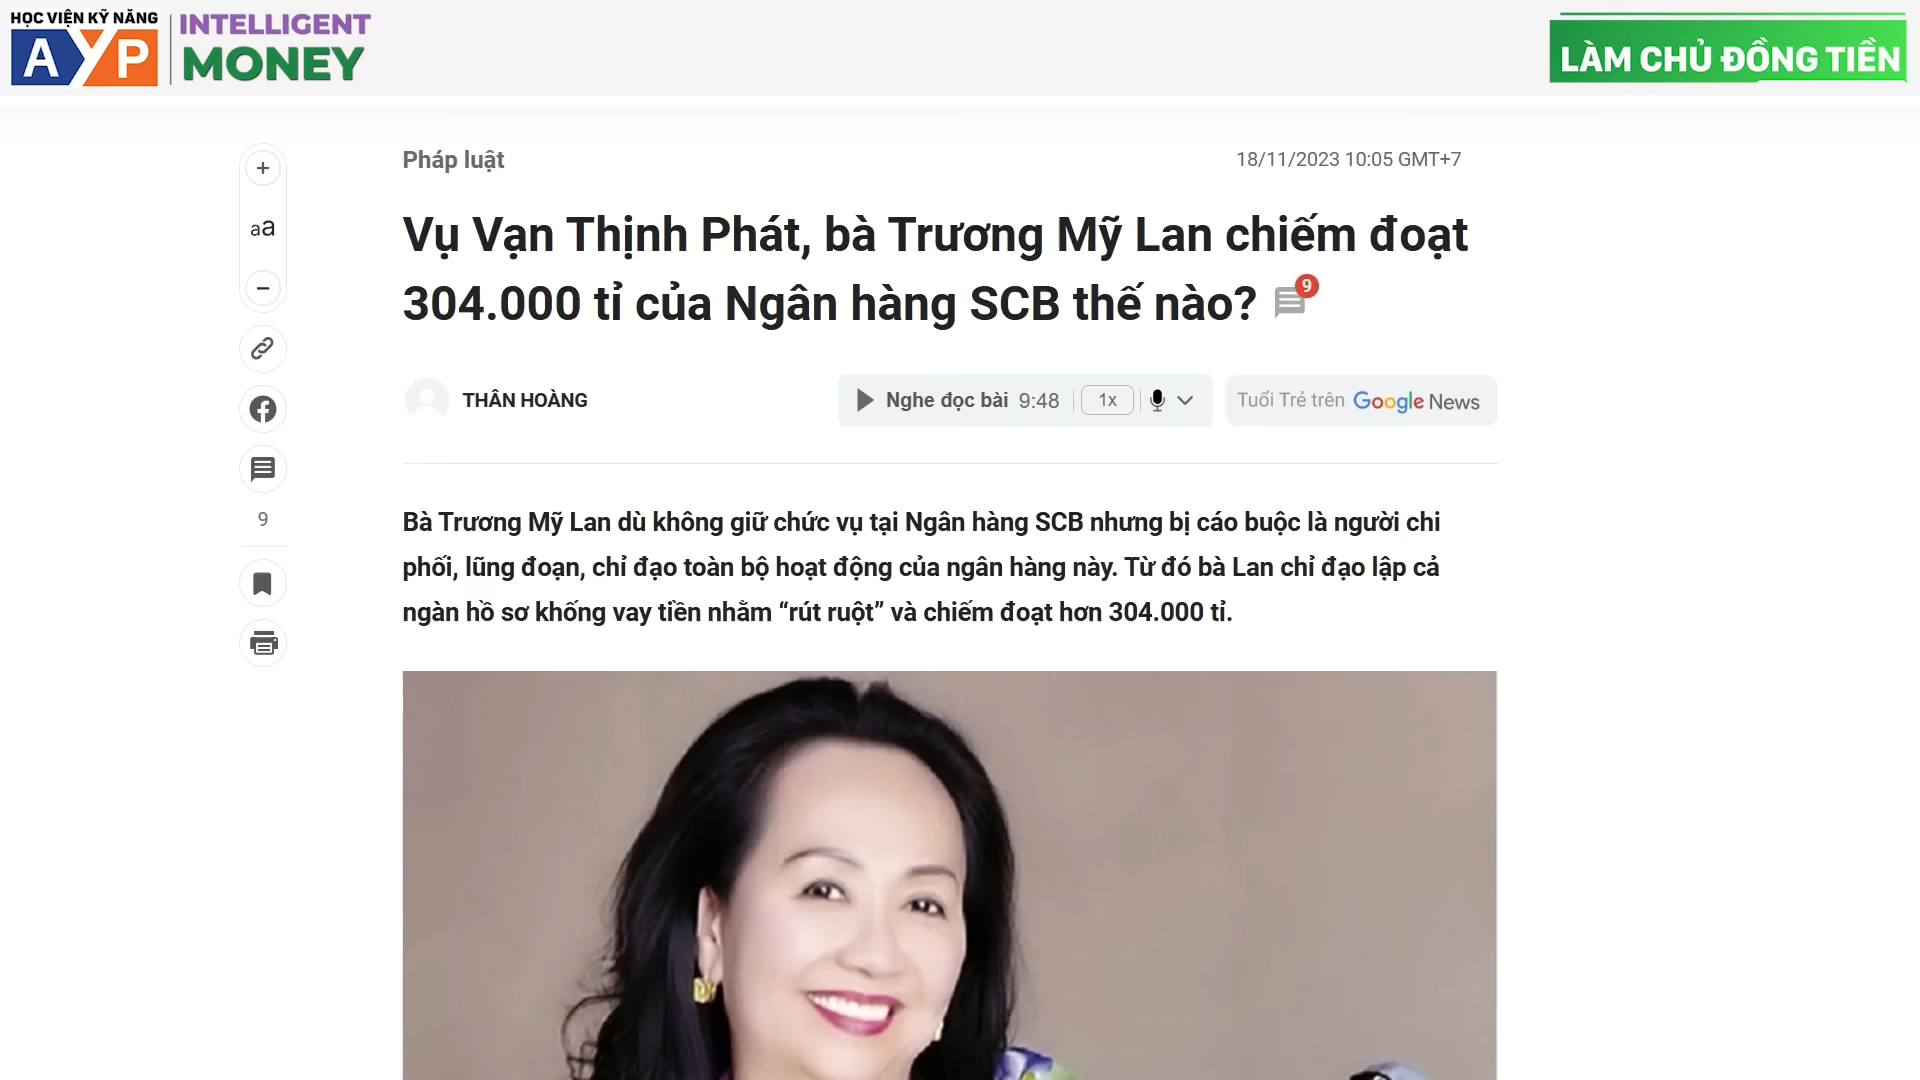 HỌC VIỆN KỸ NĂNG
AYP
INTELLIGENT
MONEY
LÀM CHỦ ĐỒNG TIỀN
Pháp luật
18/11/2023 10:05 GMT+7
Vụ Vạn Thịnh Phát, bà Trương Mỹ Lan chiếm đoạt
304.000 tỉ của Ngân hàng SCB thế nào? 9
THÂN HOÀNG
Nghe đọc bài 9:48 1x
Tuổi Trẻ trên Google News
Bà Trương Mỹ Lan dù không giữ chức vụ tại Ngân hàng SCB nhưng bị cáo buộc là người chi
phối, lũng đoạn, chỉ đạo toàn bộ hoạt động của ngân hàng này. Từ đó bà Lan chỉ đạo lập cả
ngàn hồ sơ khống vay tiền nhằm “rút ruột” và chiếm đoạt hơn 304.000 tỉ.
+
aa
−
9